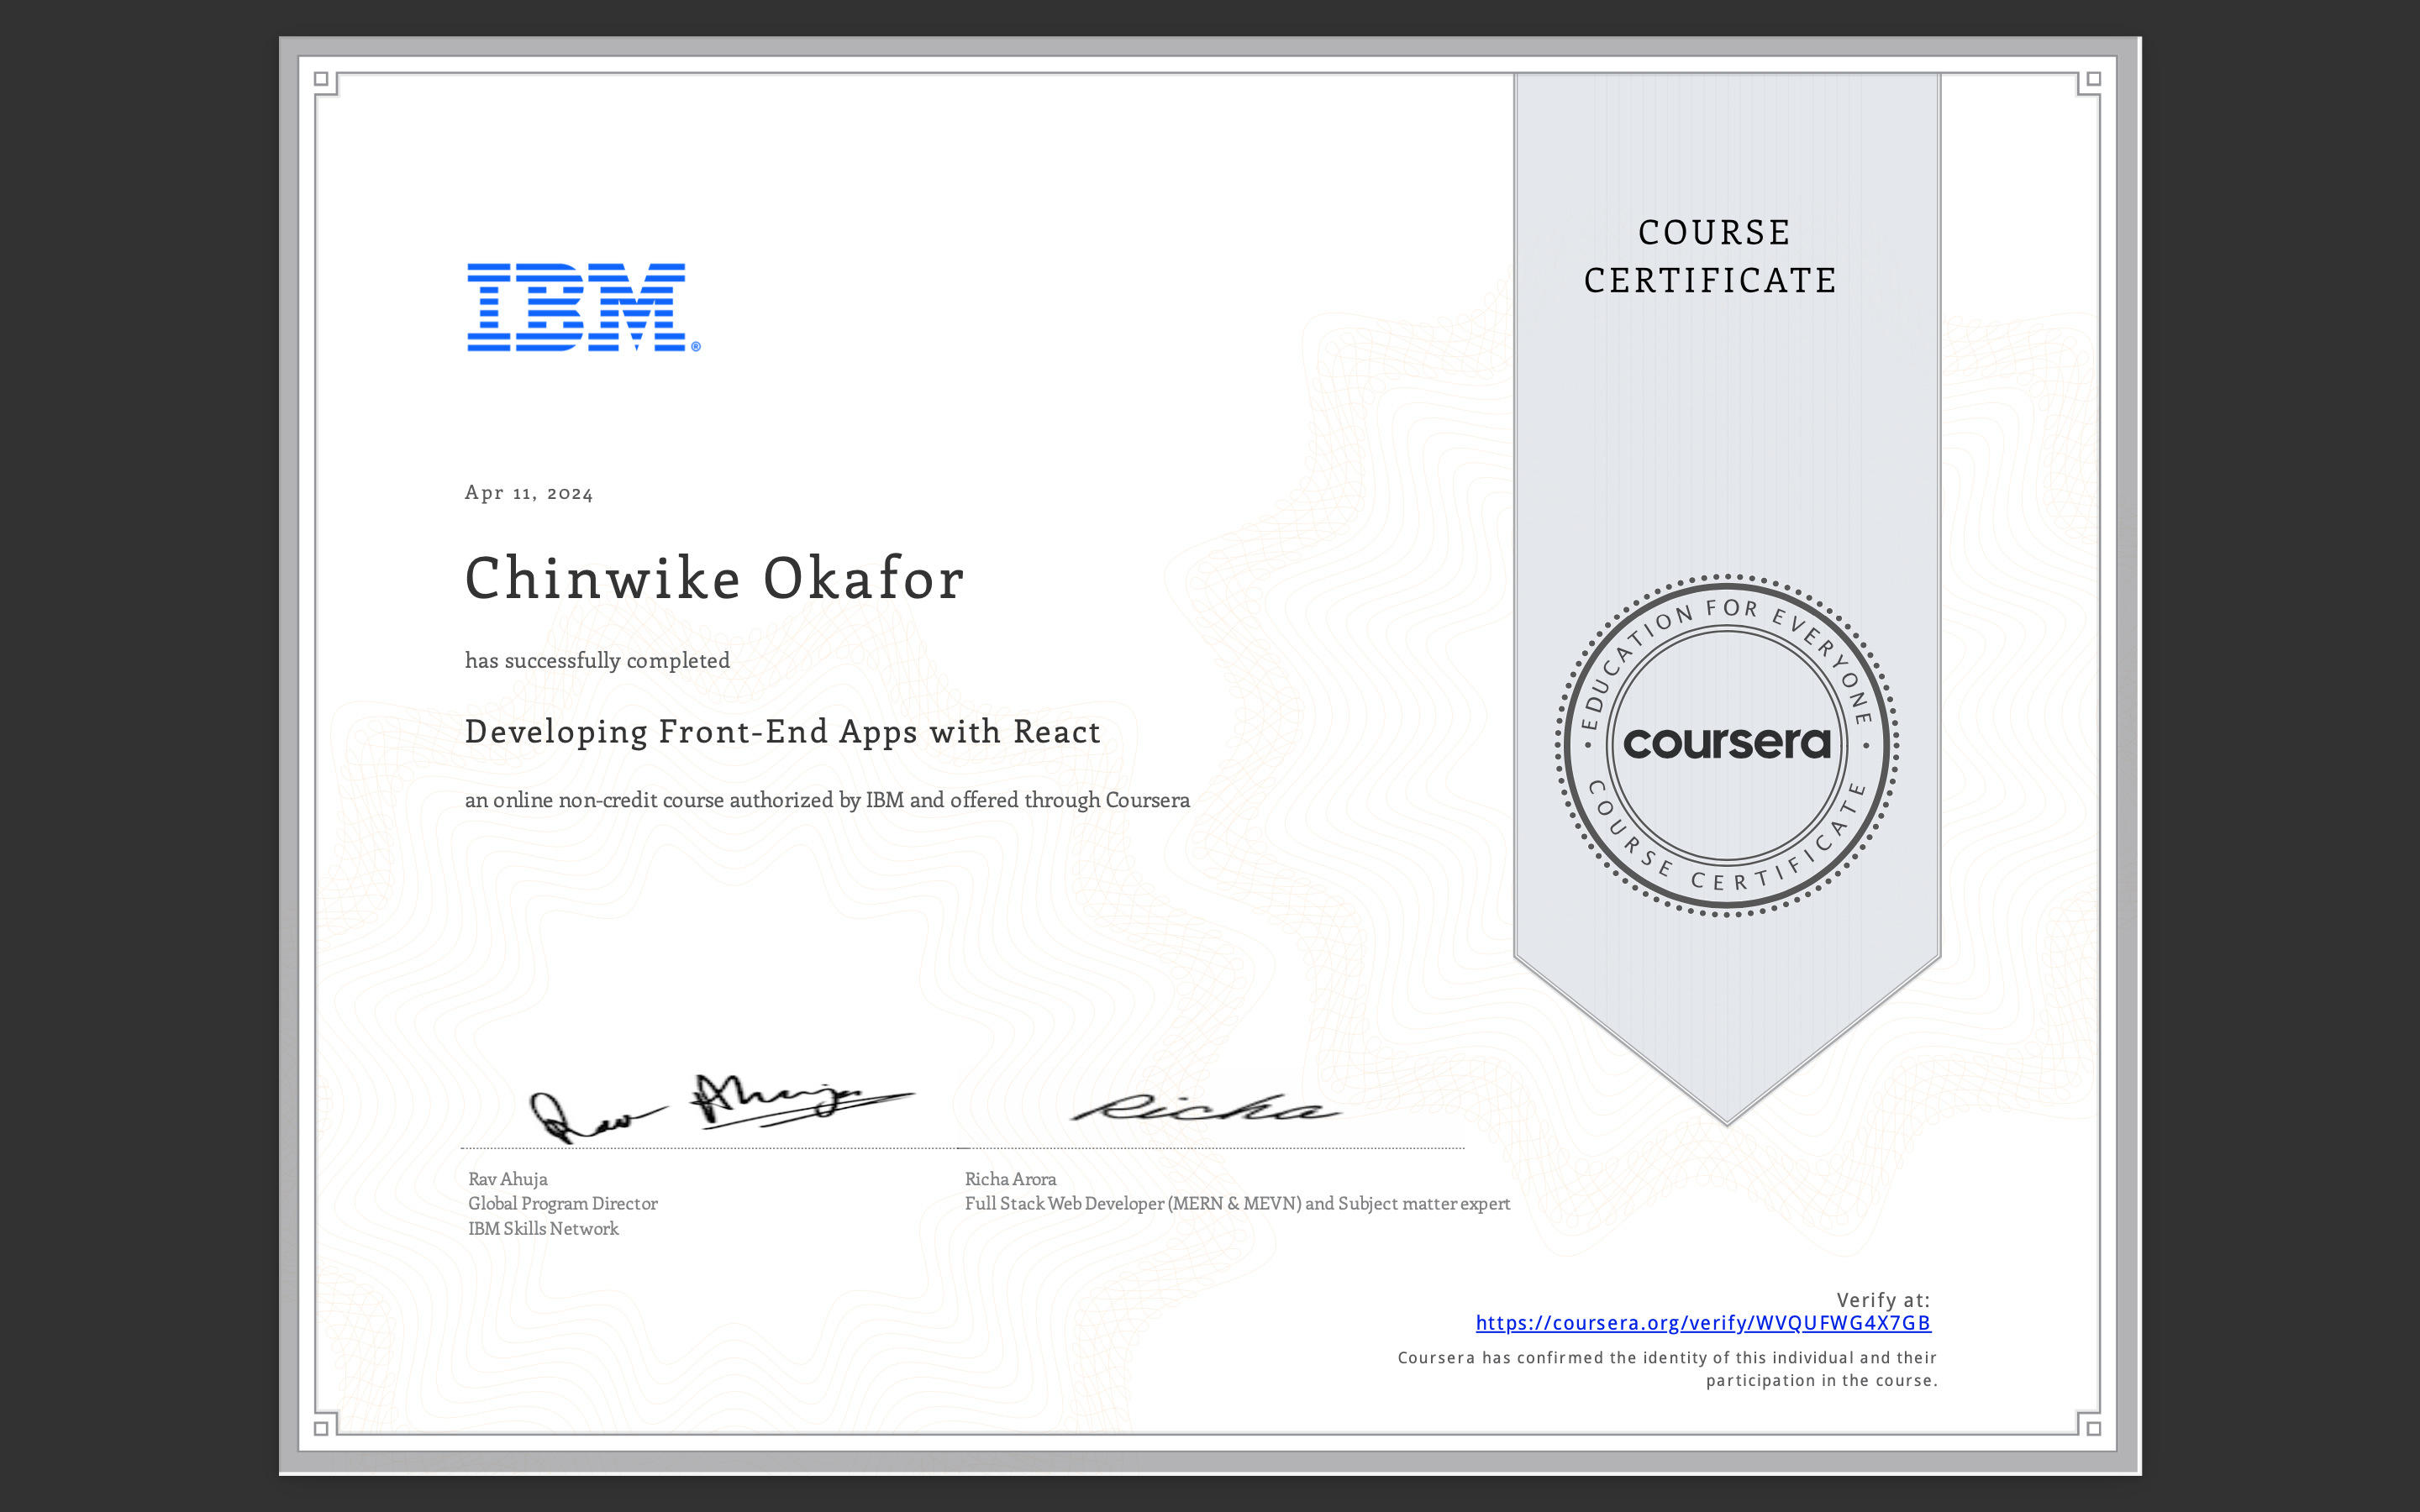 COURSE
CERTIFICATE
IBM®
Apr 11, 2024
Chinwike Okafor
has successfully completed
Developing Front-End Apps with React
an online non-credit course authorized by IBM and offered through Coursera
EDUCATION FOR EVERYONE
coursera
COURSE CERTIFICATE
Rav Ahuja
Richa
Rav Ahuja
Global Program Director
IBM Skills Network
Richa Arora
Full Stack Web Developer (MERN & MEVN) and Subject matter expert
Verify at:
https://coursera.org/verify/WVQUFWG4X7GB
Coursera has confirmed the identity of this individual and their
participation in the course.